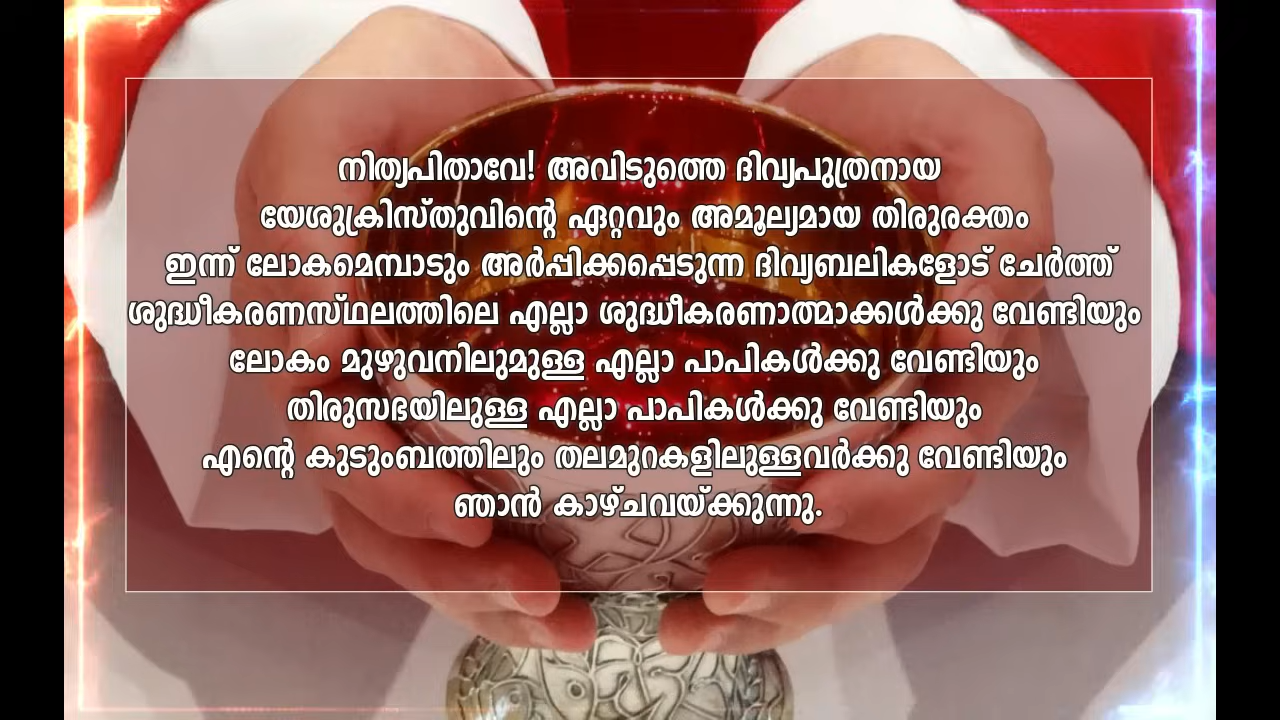 നിത്യപിതാവേ! അവിടുത്തെ ദിവ്യപുത്രനായ
യേശുക്രിസ്തുവിന്റെ ഏറ്റവും അമൂല്യമായ തിരുരക്തം
ഇന്ന് ലോകമെമ്പാടും അർപ്പിക്കപ്പെടുന്ന ദിവ്യബലികളോട് ചേർത്ത്
ശുദ്ധീകരണസ്ഥലത്തിലെ എല്ലാ ശുദ്ധീകരണാത്മാക്കൾക്കു വേണ്ടിയും
ലോകം മുഴുവനിലുമുള്ള എല്ലാ പാപികൾക്കു വേണ്ടിയും
തിരുസഭയിലുള്ള എല്ലാ പാപികൾക്കു വേണ്ടിയും
എന്റെ കുടുംബത്തിലും തലമുറകളിലുള്ളവർക്കു വേണ്ടിയും
ഞാൻ കാഴ്ചവയ്ക്കുന്നു.